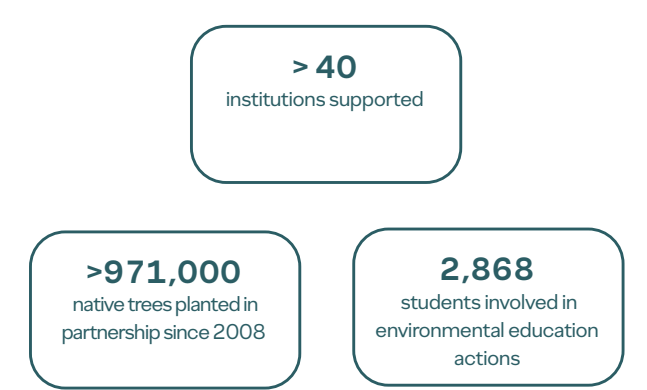 > 40
institutions supported
>971,000
native trees planted in
partnership since 2008
2,868
students involved in
environmental education
actions